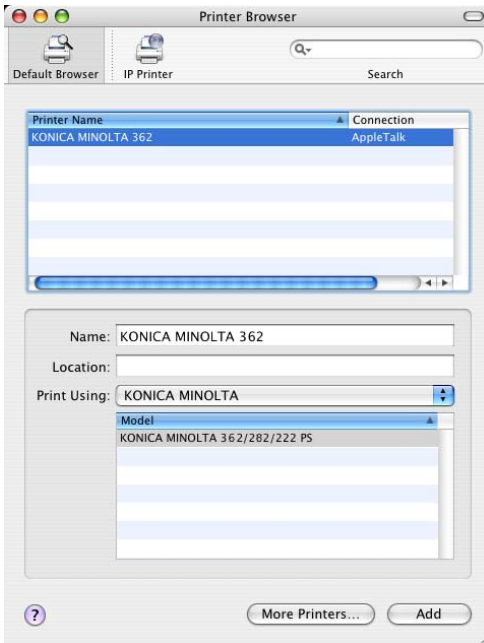 Printer Browser
Default Browser
IP Printer
Search
Printer Name
Connection
KONICA MINOLTA 362
AppleTalk
Name: KONICA MINOLTA 362
Location:
Print Using: KONICA MINOLTA
Model
KONICA MINOLTA 362/282/222 PS
?
More Printers...
Add